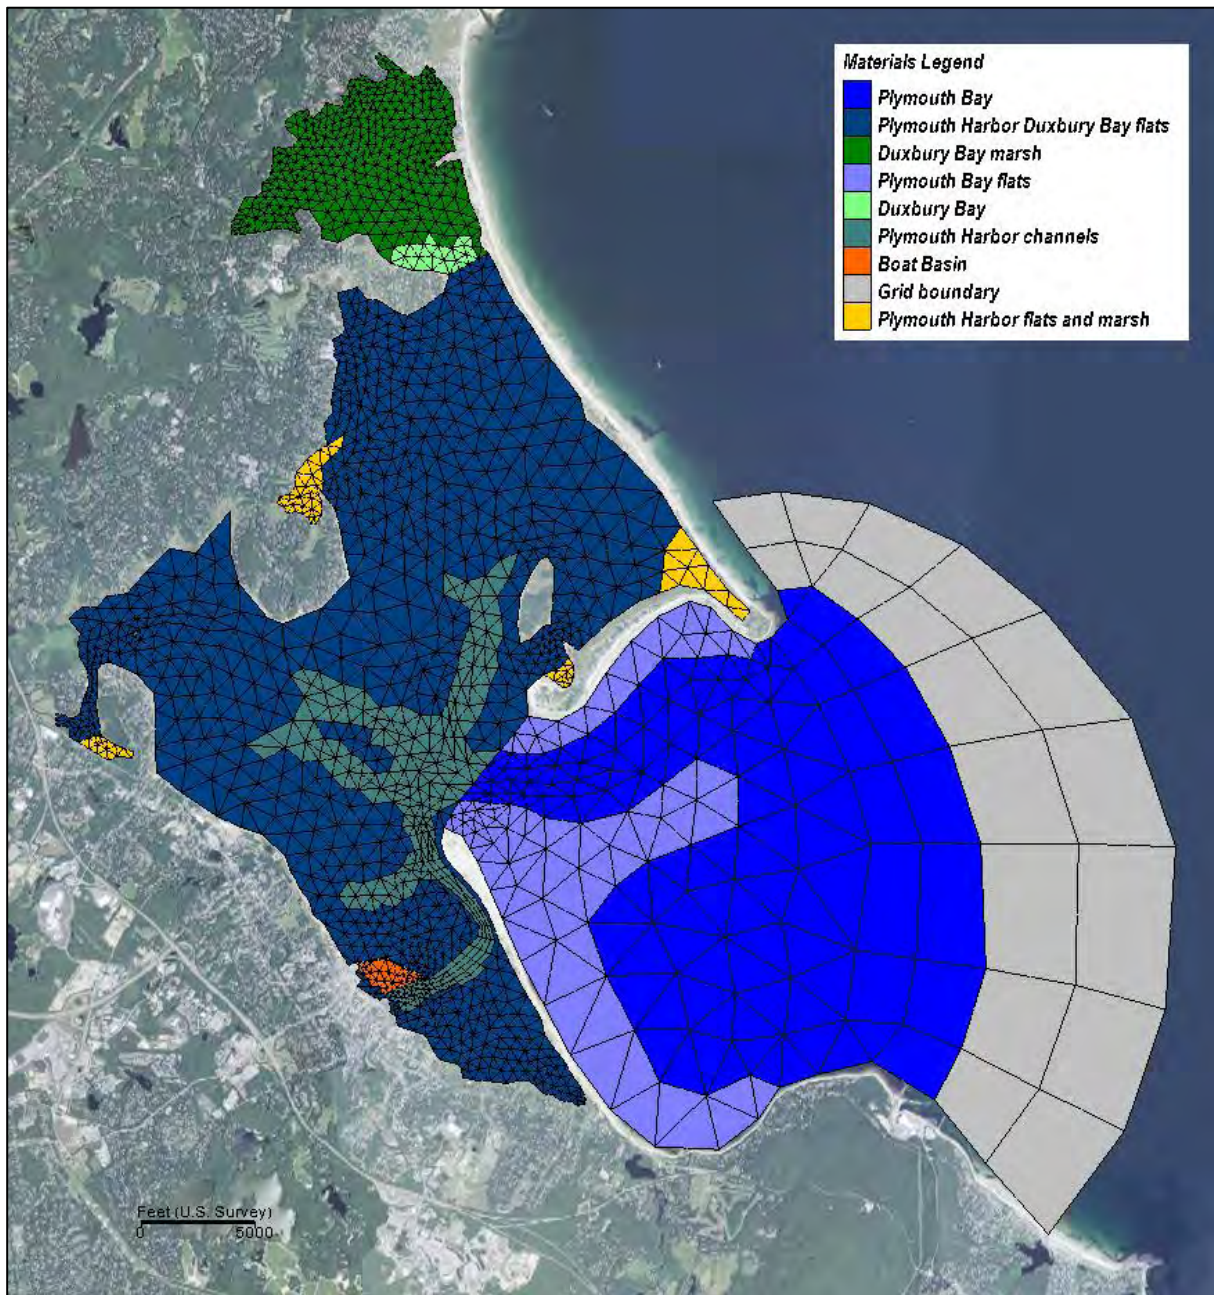 Materials Legend
Plymouth Bay
Plymouth Harbor Duxbury Bay flats
Duxbury Bay marsh
Plymouth Bay flats
Duxbury Bay
Plymouth Harbor channels
Boat Basin
Grid boundary
Plymouth Harbor flats and marsh
Feet (U.S. Survey)
0 5000